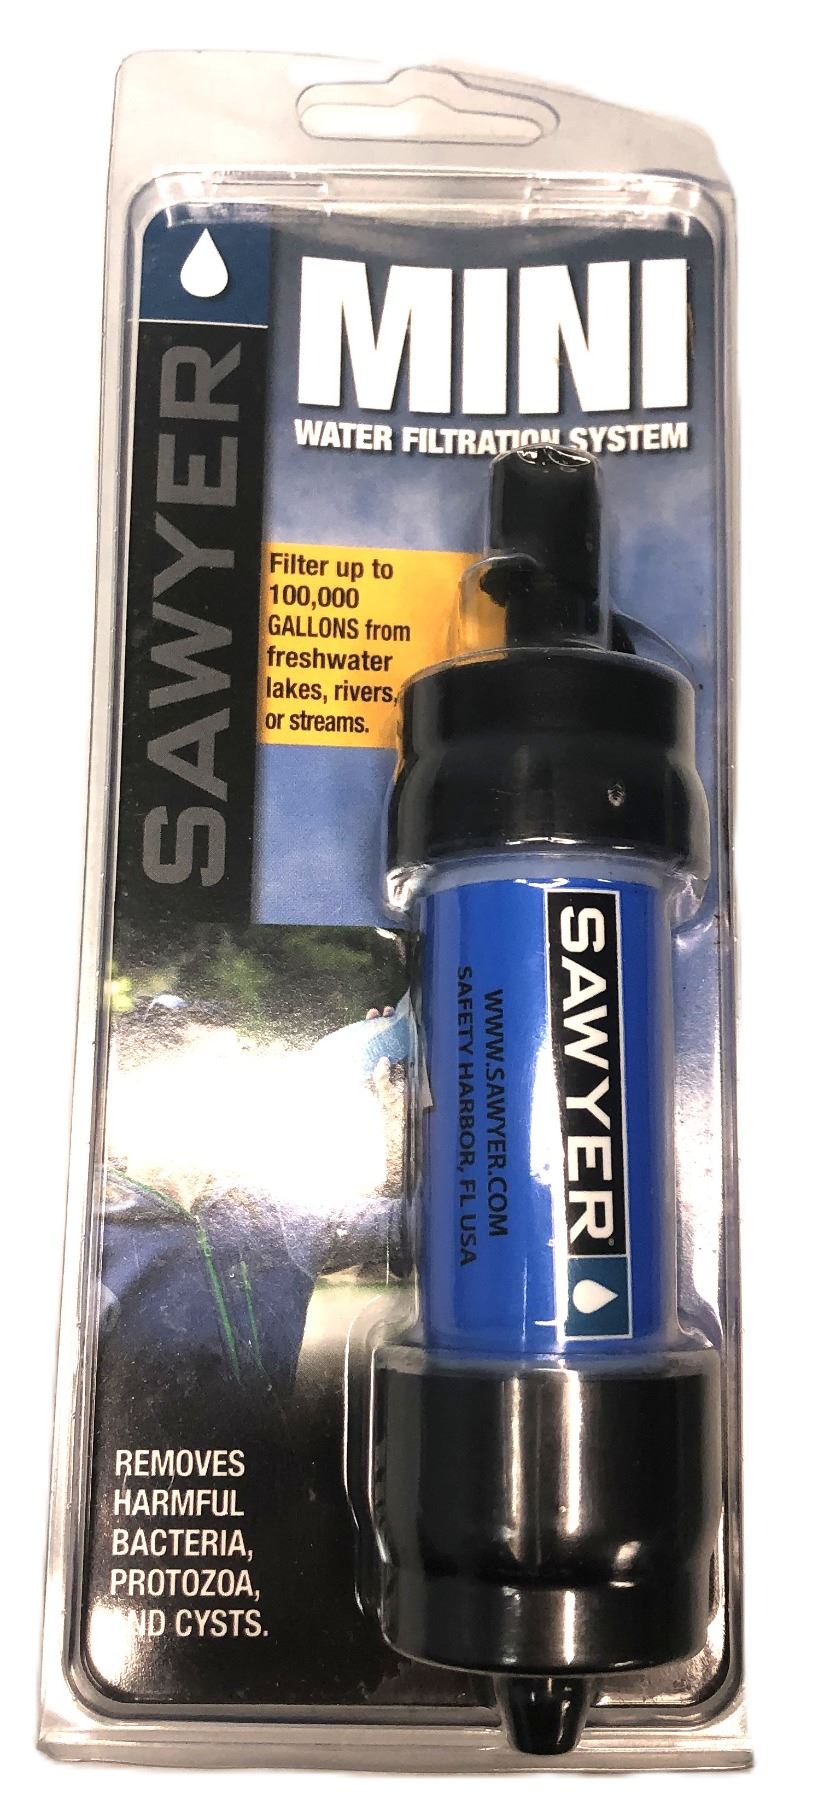 MINI
WATER FILTRATION SYSTEM
SAWYER
Filter up to
100,000
GALLONS from
freshwater
lakes, rivers,
or streams.
SAWYER®
WWW.SAWYER.COM
SAFETY HARBOR, FL USA
REMOVES
HARMFUL
BACTERIA,
PROTOZOA,
AND CYSTS.